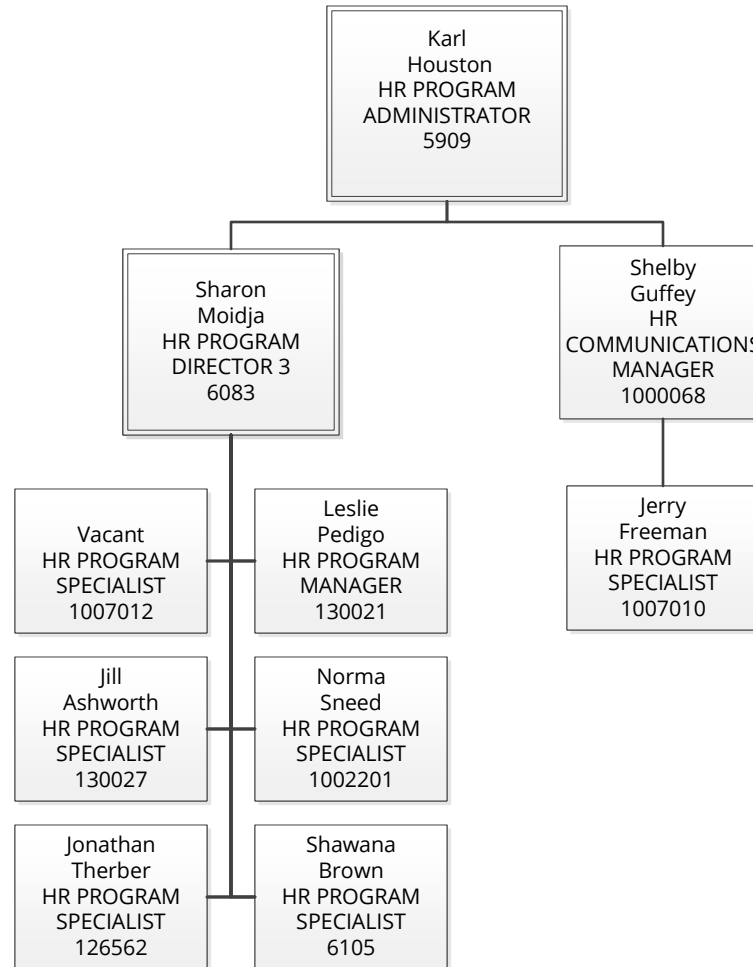 Karl
Houston
HR PROGRAM
ADMINISTRATOR
5909
Sharon
Moidja
HR PROGRAM
DIRECTOR 3
6083
Shelby
Guffey
HR
COMMUNICATIONS
MANAGER
1000068
Vacant
HR PROGRAM
SPECIALIST
1007012
Leslie
Pedigo
HR PROGRAM
MANAGER
130021
Jerry
Freeman
HR PROGRAM
SPECIALIST
1007010
Jill
Ashworth
HR PROGRAM
SPECIALIST
130027
Norma
Sneed
HR PROGRAM
SPECIALIST
1002201
Jonathan
Therber
HR PROGRAM
SPECIALIST
126562
Shawana
Brown
HR PROGRAM
SPECIALIST
6105